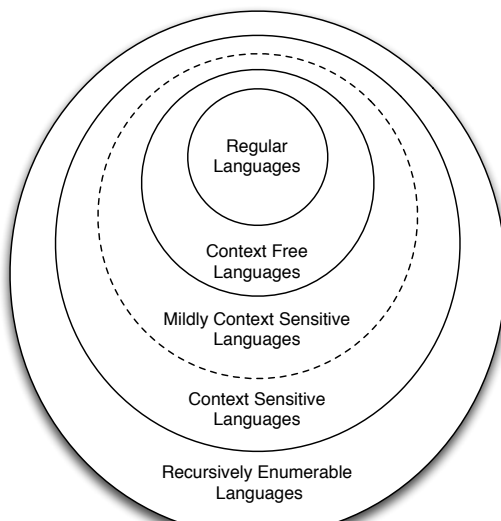 Regular
Languages
Context Free
Languages
Mildly Context Sensitive
Languages
Context Sensitive
Languages
Recursively Enumerable
Languages